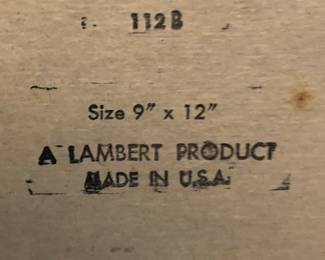 112B
Size 9" x 12"
A LAMBERT PRODUCT
MADE IN U.S.A.